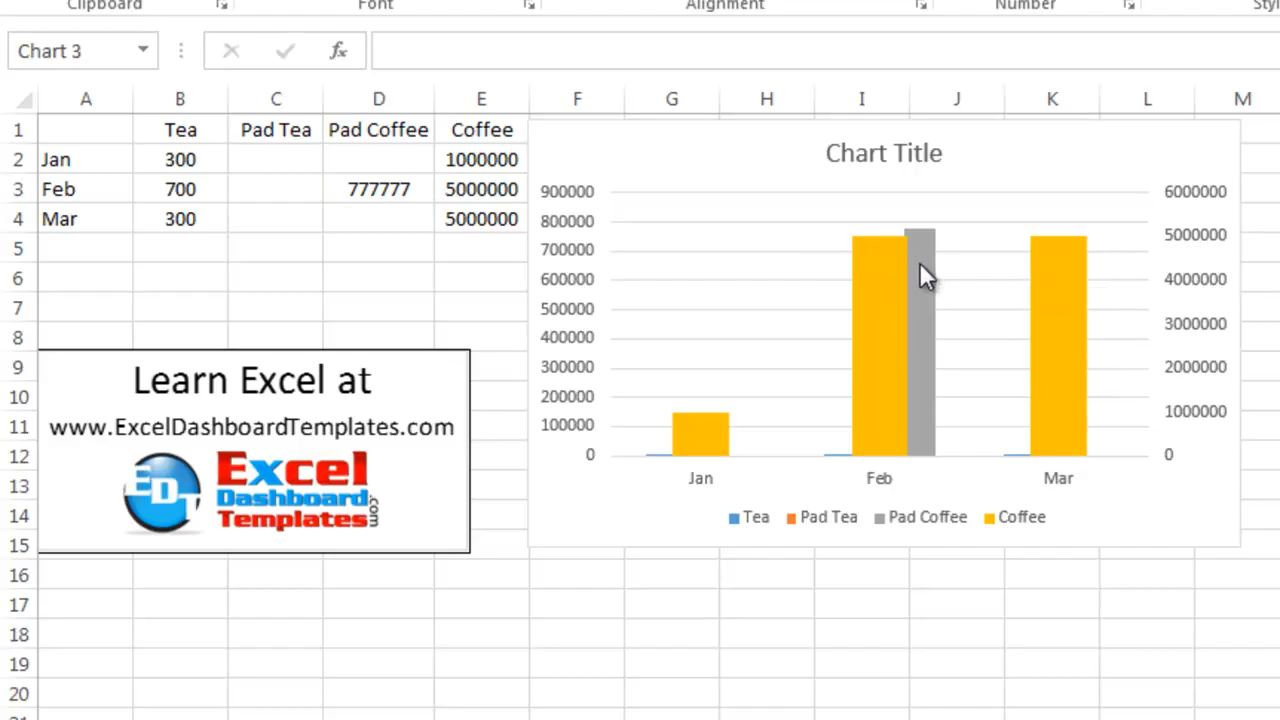 Clipboard Font Alignment Number
Chart 3 fx
A B C D E F G H I J K L M
1 Tea Pad Tea Pad Coffee Coffee
2 Jan 300 1000000
3 Feb 700 777777 5000000
4 Mar 300 5000000
5
6
7
8
9
10
11
12
13
14
15
16
17
18
19
20
Learn Excel at
www.ExcelDashboardTemplates.com
EDT
Excel
Dashboard
Templates.com
Chart Title
900000 6000000
800000
5000000
700000
600000 4000000
500000
3000000
400000
300000 2000000
200000
1000000
100000
0 0
Jan Feb Mar
Tea Pad Tea Pad Coffee Coffee